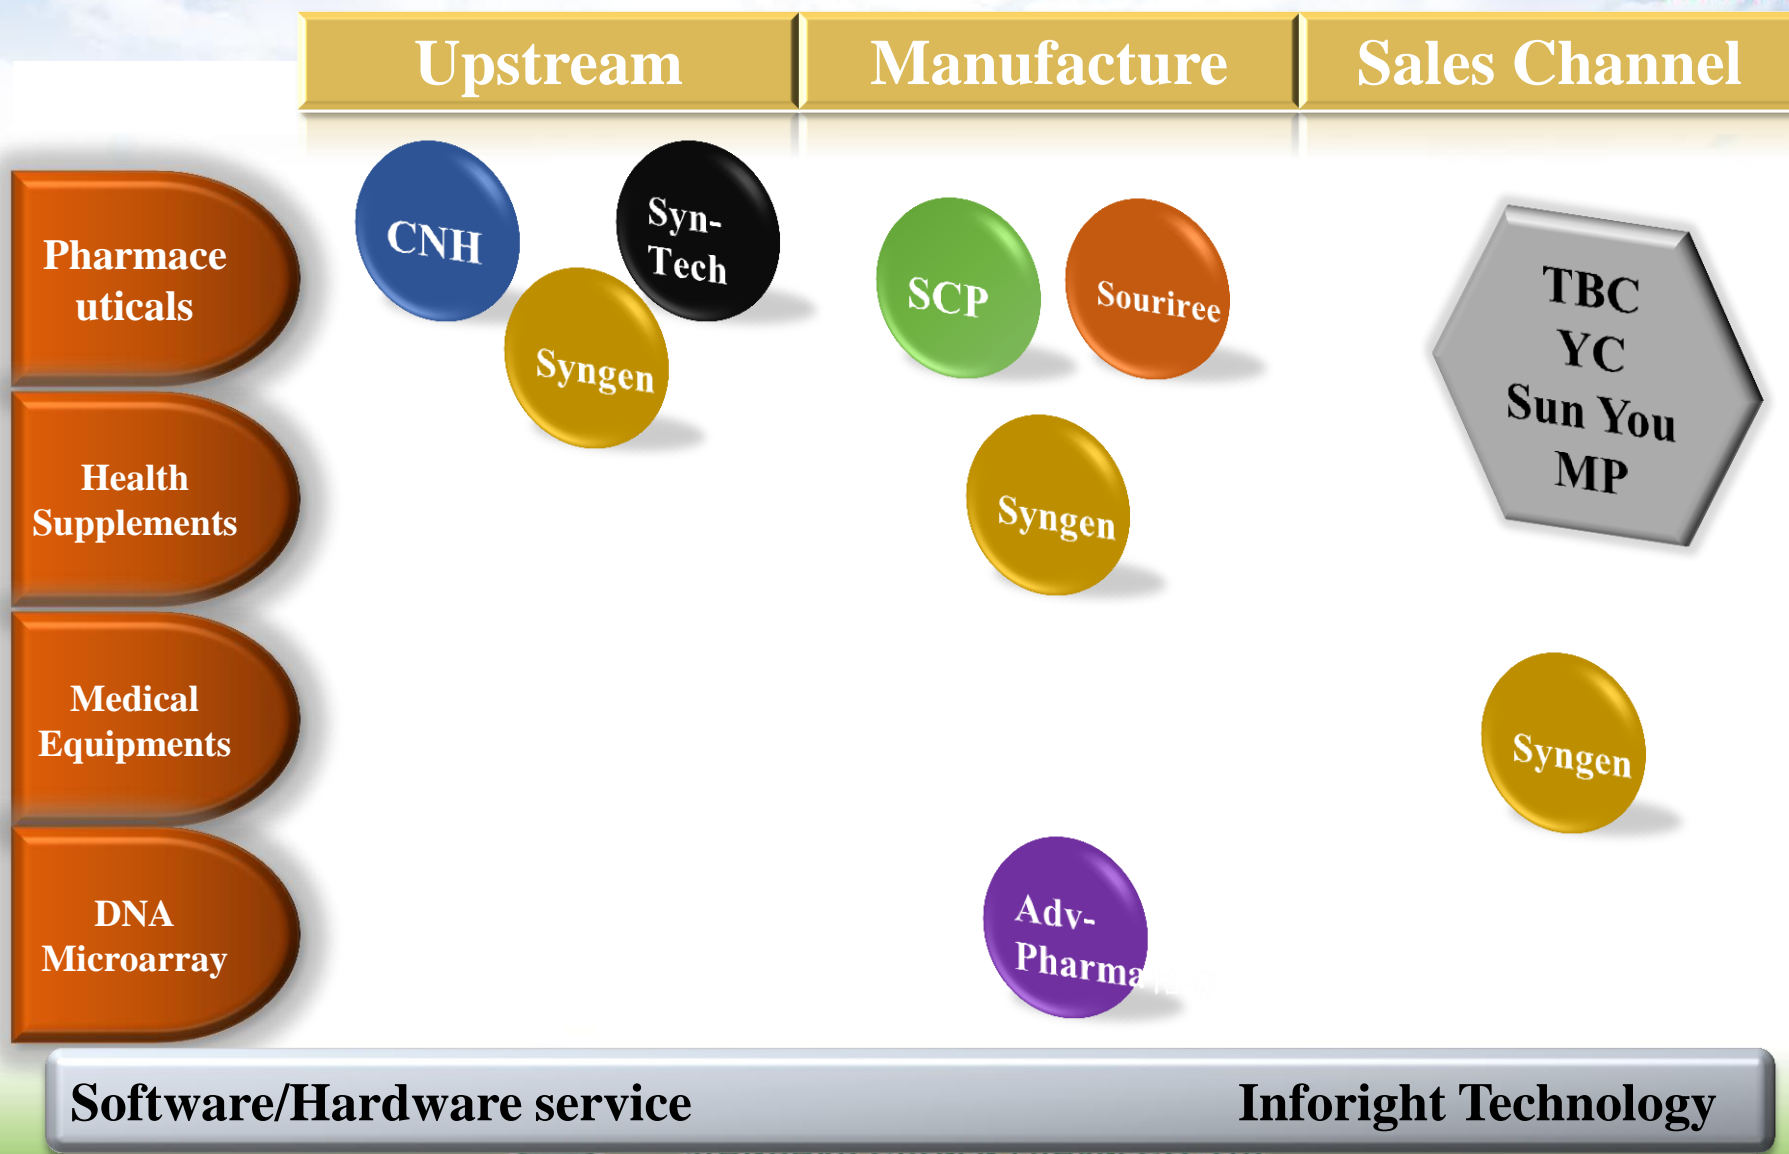 Upstream
Manufacture
Sales Channel
Pharmace
uticals
CNH
Syn-
Tech
Syngen
SCP
Souriree
TBC
YC
Sun You
MP
Health
Supplements
Syngen
Medical
Equipments
Syngen
DNA
Microarray
Adv-
Pharma
Software/Hardware service
Inforight Technology